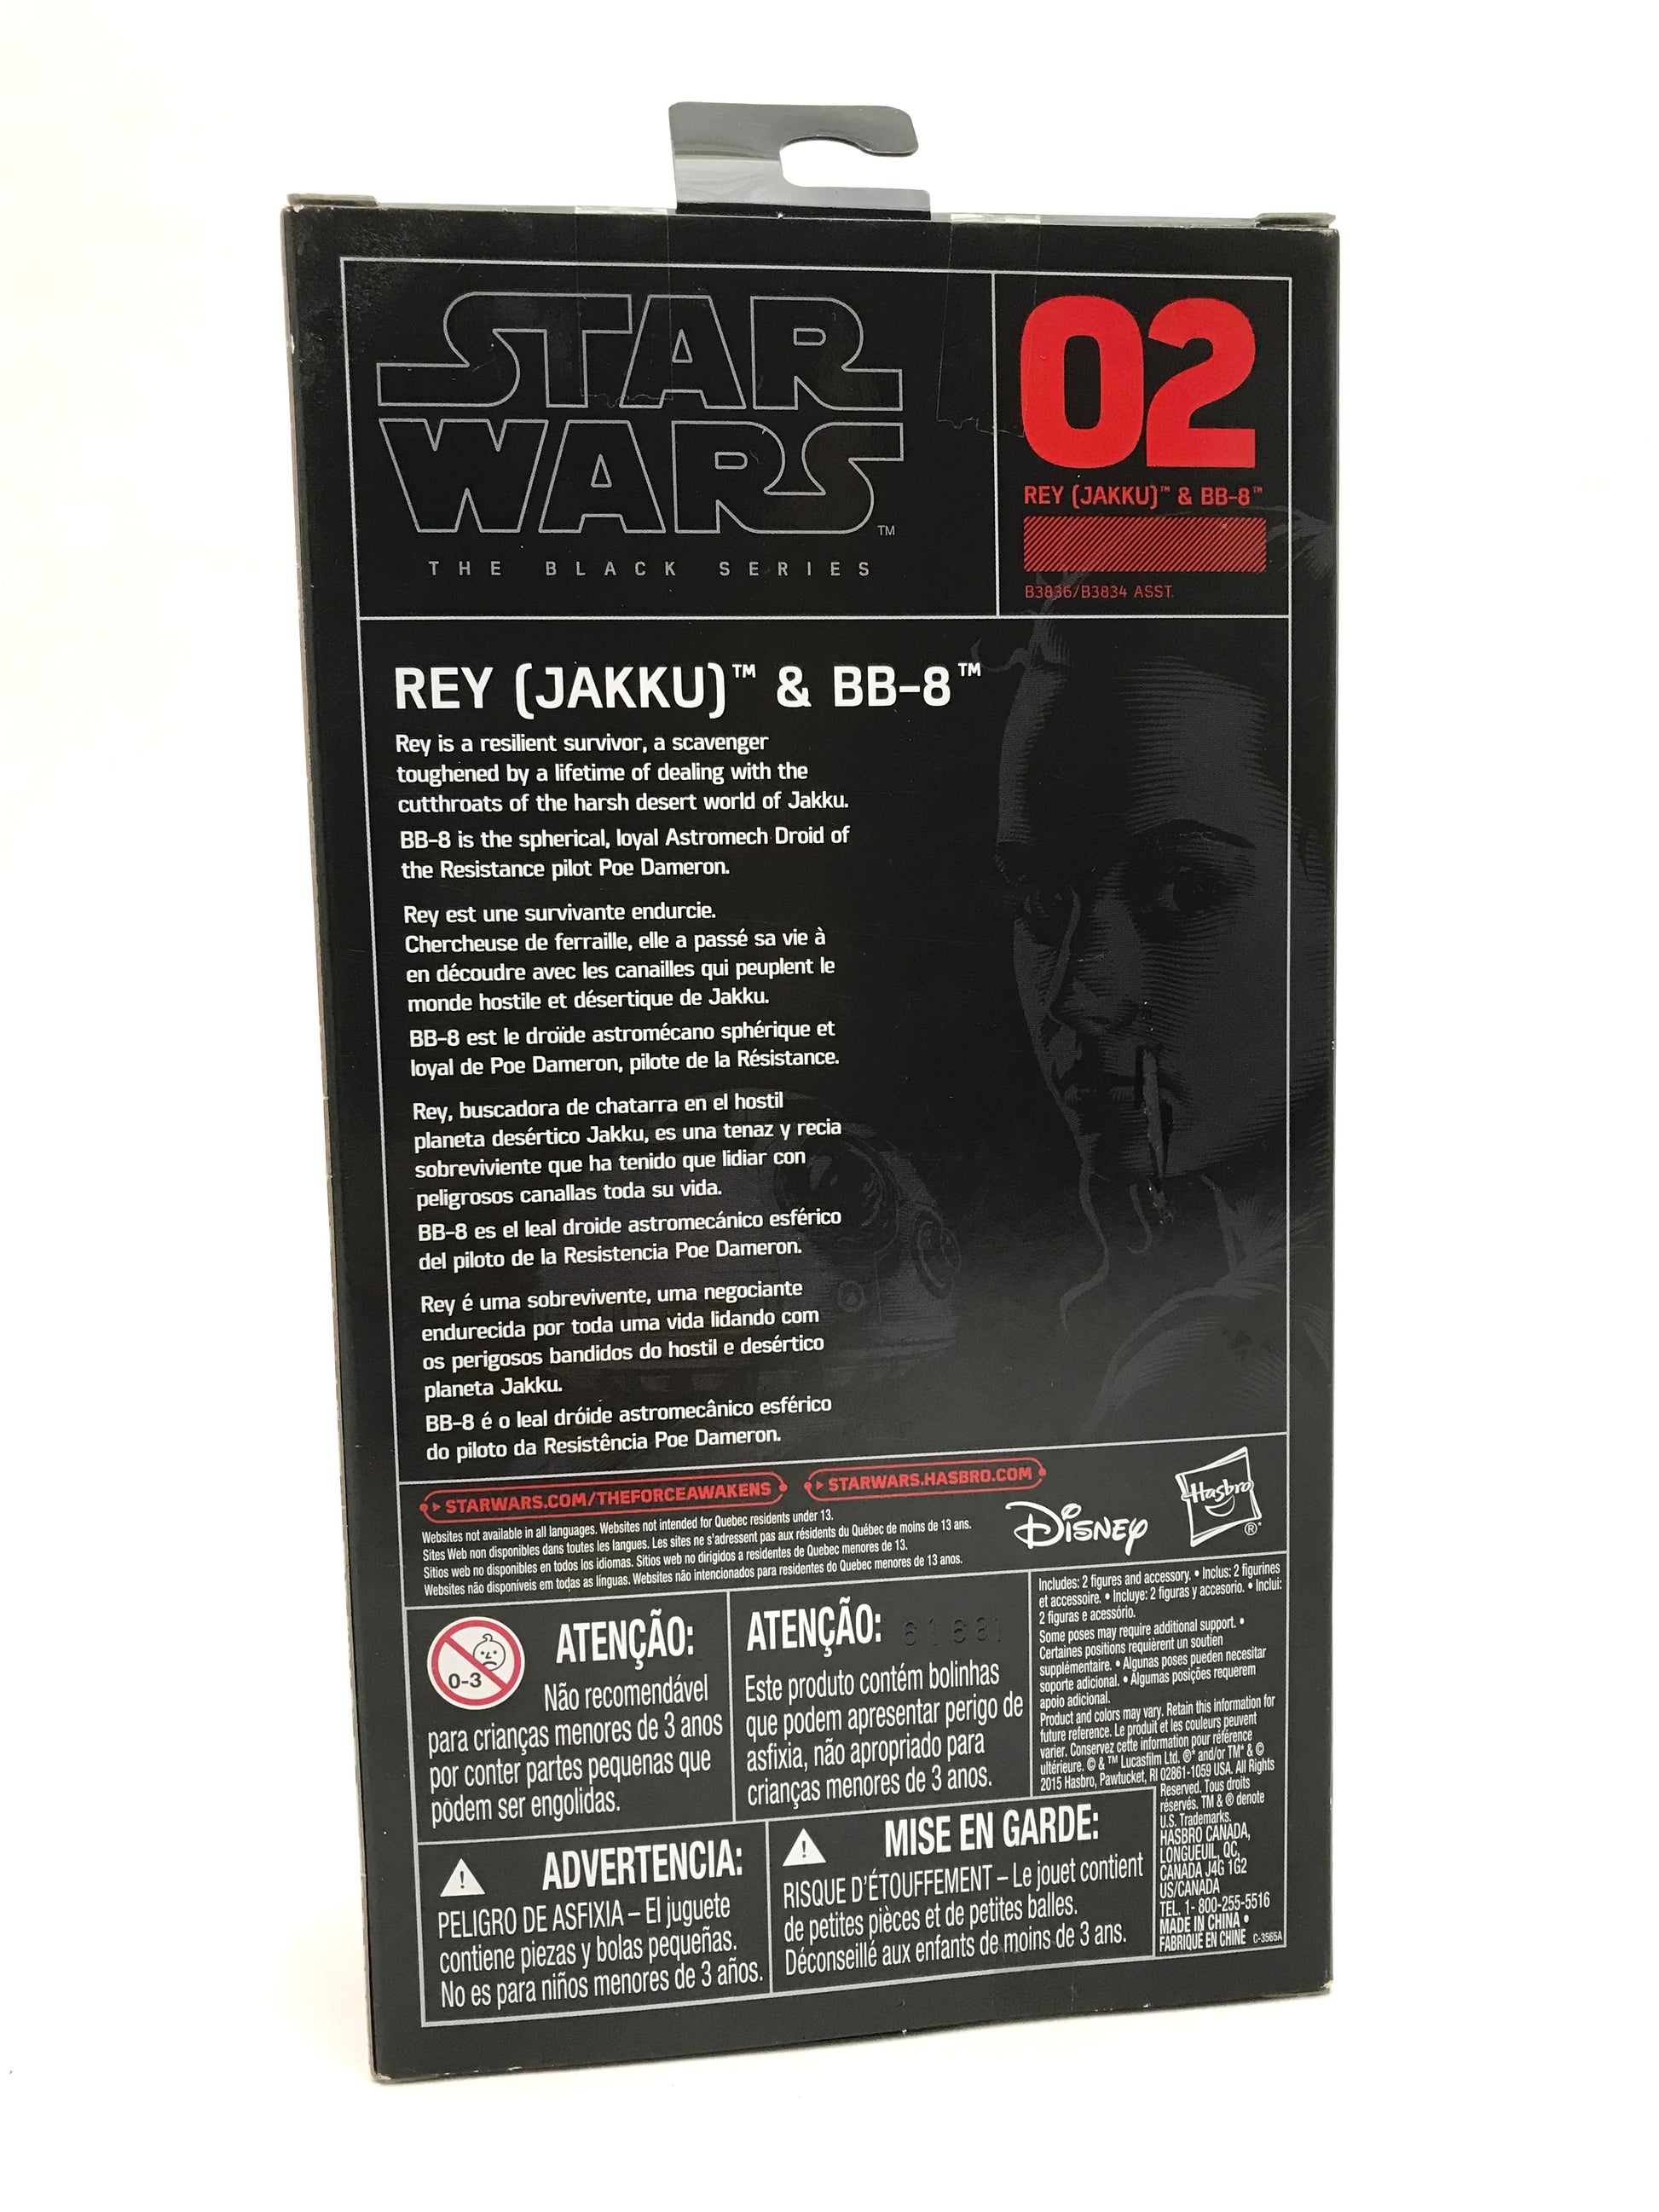 STAR
WARS™
THE BLACK SERIES
02
REY (JAKKU)™ & BB-8™
B3836/B3834 ASST.
REY (JAKKU)™ & BB-8™
Rey is a resilient survivor, a scavenger
toughened by a lifetime of dealing with the
cutthroats of the harsh desert world of Jakku.
BB-8 is the spherical, loyal Astromech Droid of
the Resistance pilot Poe Dameron.
Rey est une survivante endurcie.
Chercheuse de ferraille, elle a passé sa vie à
en découdre avec les canailles qui peuplent le
monde hostile et désertique de Jakku.
BB-8 est le droïde astromécano sphérique et
loyal de Poe Dameron, pilote de la Résistance.
Rey, buscadora de chatarra en el hostil
planeta desértico Jakku, es una tenaz y recia
sobreviviente que ha tenido que lidiar con
peligrosos canallas toda su vida.
BB-8 es el leal droide astromecánico esférico
del piloto de la Resistencia Poe Dameron.
Rey é uma sobrevivente, uma negociante
endurecida por toda uma vida lidando com
os perigosos bandidos do hostil e desértico
planeta Jakku.
BB-8 é o leal dróide astromecânico esférico
do piloto da Resistência Poe Dameron.
STARWARS.COM/THEFORCEAWAKENS
STARWARS.HASBRO.COM
Websites not available in all languages. Websites not intended for Quebec residents under 13.
Sites Web non disponibles dans toutes les langues. Les sites ne s'adressent pas aux résidents du Québec de moins de 13 ans.
Sitios web no disponibles en todos los idiomas. Sitios web no dirigidos a residentes de Quebec menores de 13.
Websites não disponíveis em todas as línguas. Websites não intencionados para residentes do Quebec menores de 13 anos.
Disney
Hasbro
®*
0-3
ATENÇÃO:
Não recomendável
para crianças menores de 3 anos
por conter partes pequenas que
podem ser engolidas.
ATENÇÃO:
Este produto contém bolinhas
que podem apresentar perigo de
asfixia, não apropriado para
crianças menores de 3 anos.
Includes: 2 figures and accessory. • Inclus: 2 figurines
et accessoire. • Incluye: 2 figuras y accesorio. • Inclui:
2 figuras e acessório.
Some poses may require additional support. •
Certaines positions requièrent un soutien
supplémentaire. • Algunas poses pueden necesitar
soporte adicional. • Algumas posições requerem
apoio adicional.
Product and colors may vary. Retain this information for
future reference. Le produit et les couleurs peuvent
varier. Conservez cette information pour référence
ultérieure. © & ™ Lucasfilm Ltd. ®* and/or TM* & ©
2015 Hasbro, Pawtucket, RI 02861-1059 USA. All Rights
Reserved. Tous droits
réservés. TM & ® denote
U.S. Trademarks.
HASBRO CANADA,
LONGUEUIL, QC,
CANADA J4G 1G2
US/CANADA
TEL. 1-800-255-5516
MADE IN CHINA •
FABRIQUÉ EN CHINE C-3565A
ADVERTENCIA:
PELIGRO DE ASFIXIA – El juguete
contiene piezas y bolas pequeñas.
No es para niños menores de 3 años.
MISE EN GARDE:
RISQUE D'ÉTOUFFEMENT – Le jouet contient
de petites pièces et de petites balles.
Déconseillé aux enfants de moins de 3 ans.